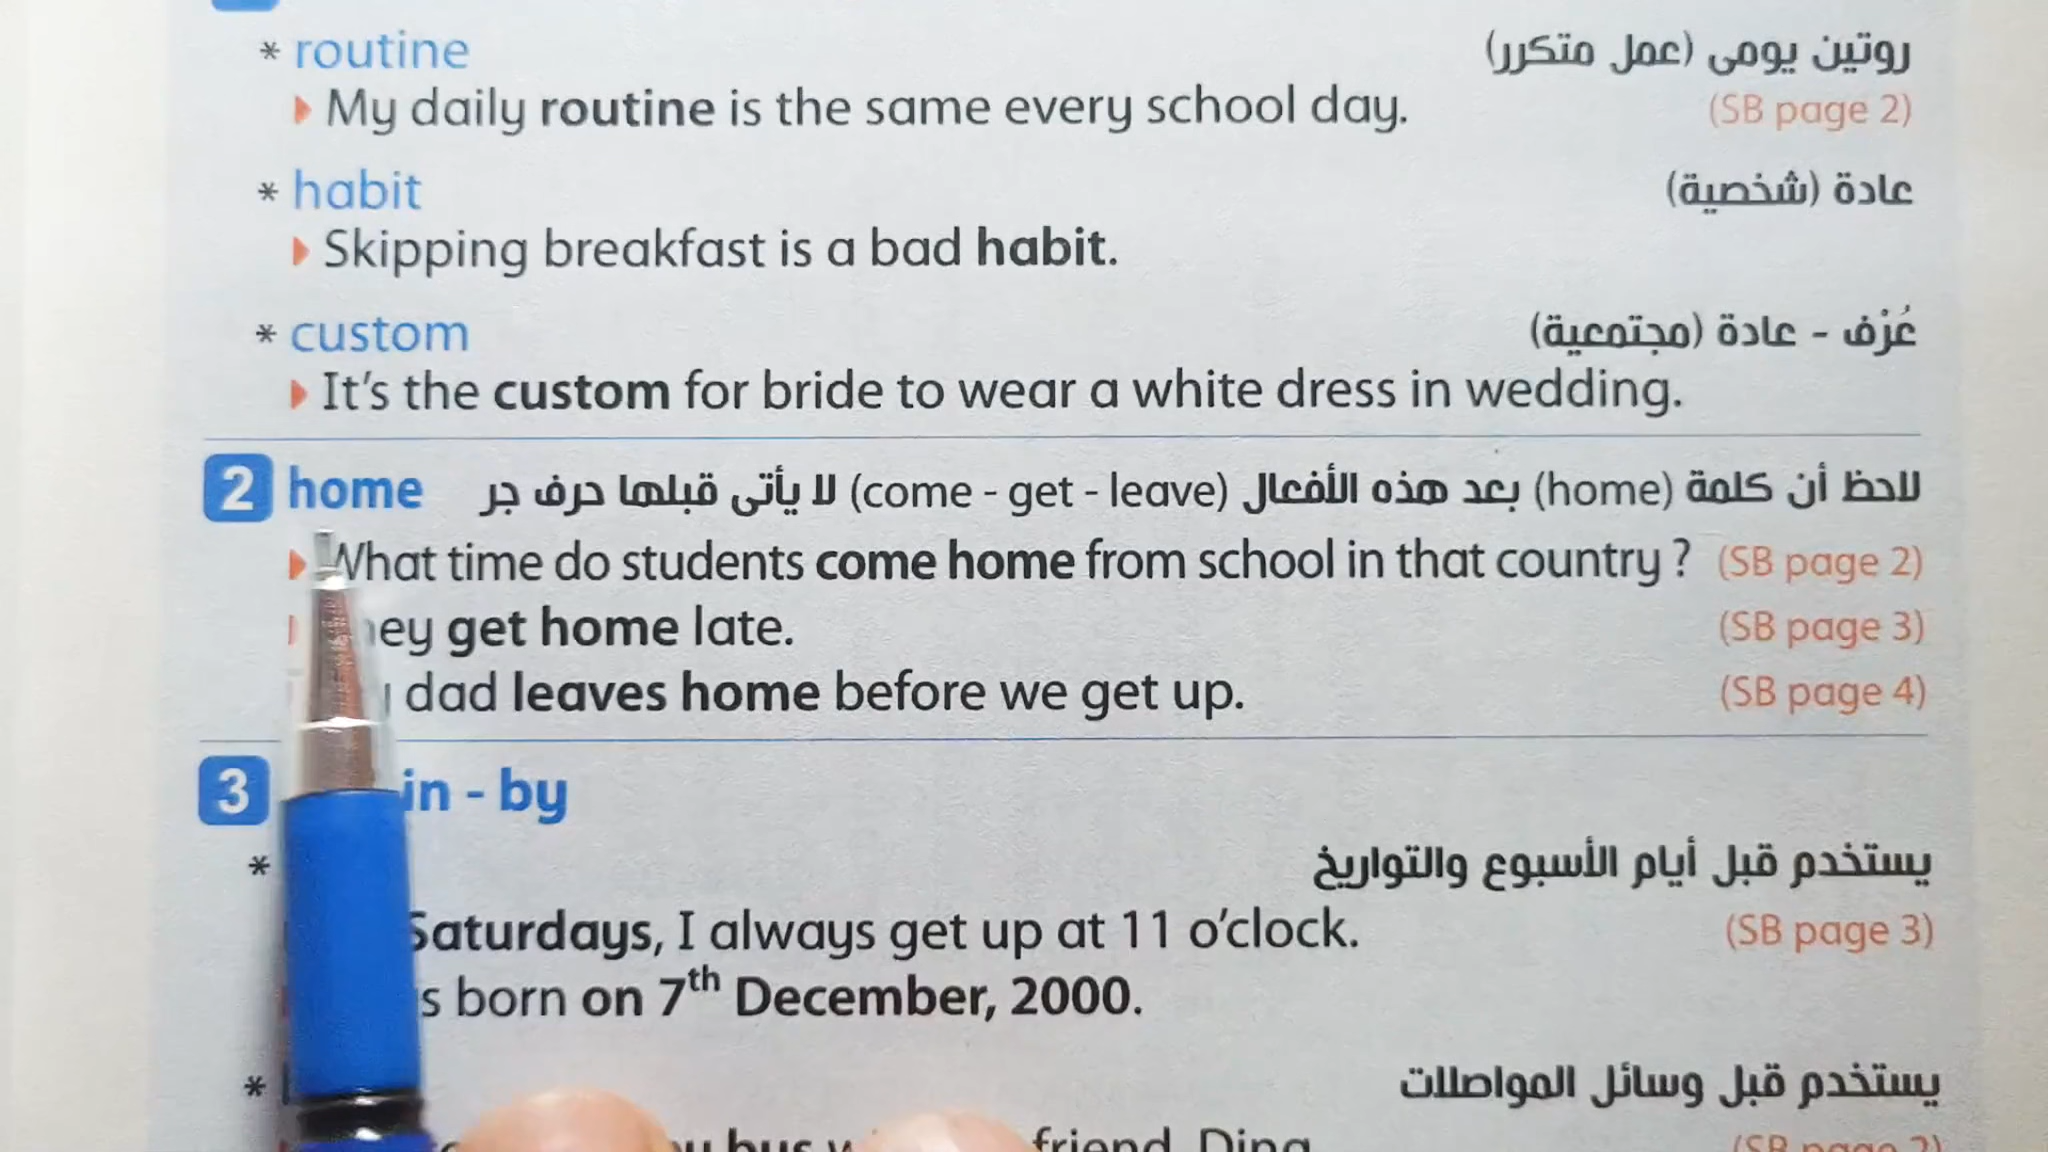 * routine روتين يومى (عمل متكرر)
My daily routine is the same every school day. (SB page 2)
* habit عادة (شخصية)
Skipping breakfast is a bad habit.
* custom عُرْف - عادة (مجتمعية)
It's the custom for bride to wear a white dress in wedding.
2 home لاحظ أن كلمة (home) بعد هذه الأفعال (come - get - leave) لا يأتى قبلها حرف جر
What time do students come home from school in that country ? (SB page 2)
get home late. (SB page 3)
dad leaves home before we get up. (SB page 4)
3 in - by
* يستخدم قبل أيام الأسبوع والتواريخ
Saturdays, I always get up at 11 o'clock. (SB page 3)
born on 7th December, 2000.
* يستخدم قبل وسائل المواصلات
bus friend, Dina (SB page 2)